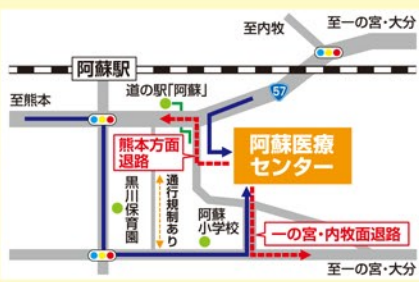 至内牧
至一の宮・大分
阿蘇駅
道の駅「阿蘇」
57
至熊本
熊本方面
退路
阿蘇医療
センター
黒川保育園
通行規制あり
阿蘇
小学校
一の宮・内牧面退路
至一の宮・大分